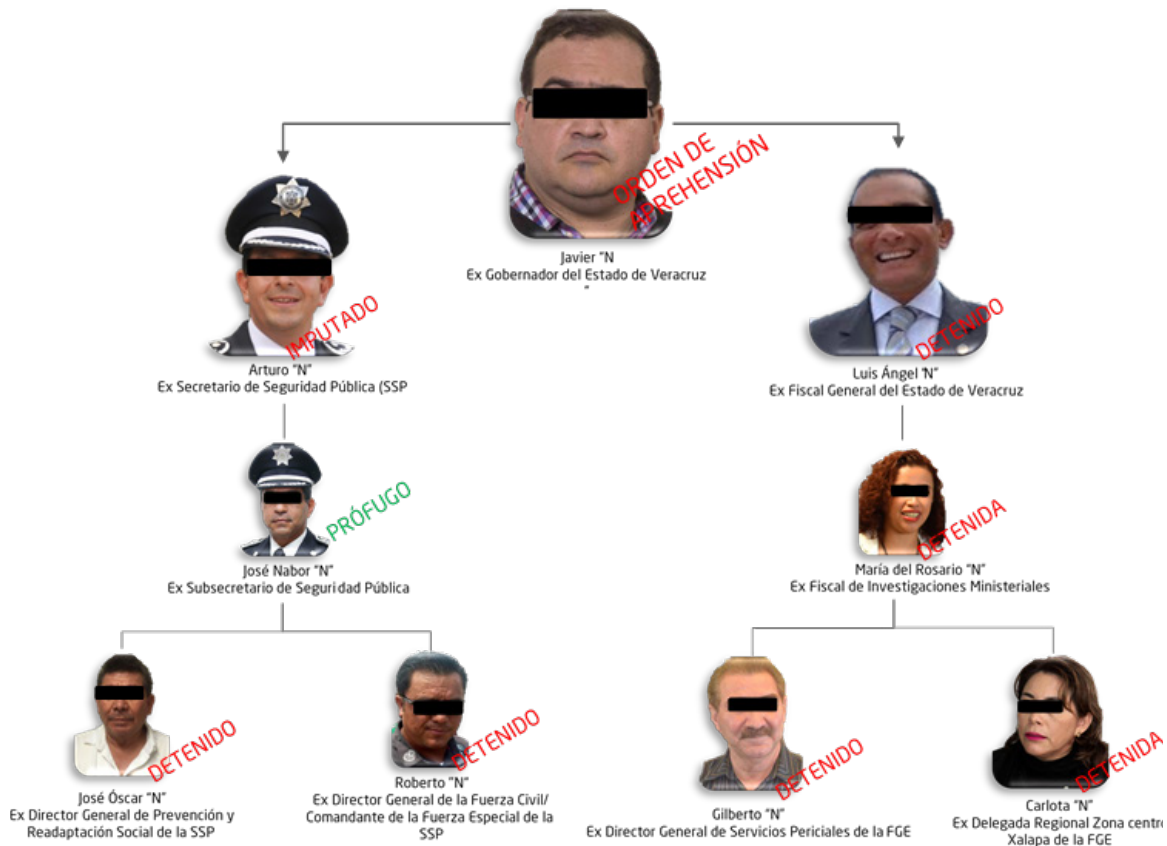 ORDEN DE
APREHENSIÓN
Javier "N
Ex Gobernador del Estado de Veracruz
"
IMPUTADO
Arturo "N"
Ex Secretario de Seguridad Pública (SSP
DETENIDO
Luis Ángel "N"
Ex Fiscal General del Estado de Veracruz
PRÓFUGO
José Nabor "N"
Ex Subsecretario de Seguridad Pública
DETENIDA
María del Rosario "N"
Ex Fiscal de Investigaciones Ministeriales
DETENIDO
José Óscar "N"
Ex Director General de Prevención y
Readaptación Social de la SSP
DETENIDO
Roberto "N"
Ex Director General de la Fuerza Civil/
Comandante de la Fuerza Especial de la
SSP
DETENIDO
Gilberto "N"
Ex Director General de Servicios Periciales de la FGE
DETENIDA
Carlota "N"
Ex Delegada Regional Zona centro
Xalapa de la FGE